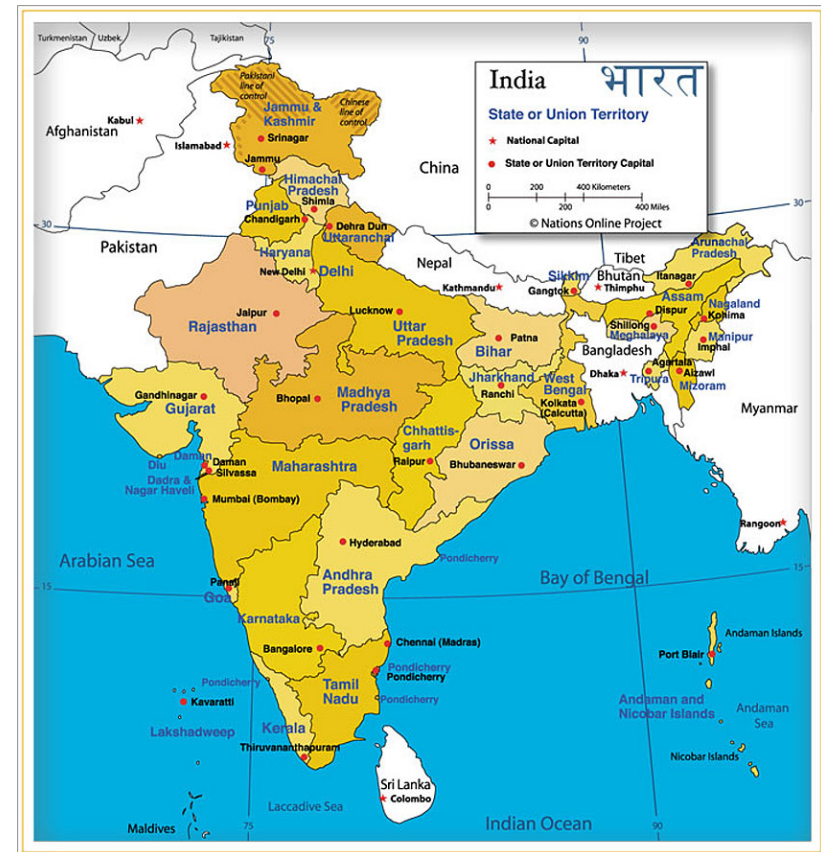 Turkmenistan
Uzbek.
Tajikistan
75
90
Pakistani
line of
control
Chinese
line of
control
Jammu &
Kashmir
Srinagar
Jammu
Kabul
Afghanistan
Islamabad
India भारत
State or Union Territory
National Capital
State or Union Territory Capital
0 200 400 Kilometers
0 200 400 Miles
© Nations Online Project
China
Himachal
Pradesh
Shimla
Punjab
Chandigarh
Dehra Dun
Uttaranchal
30
30
Pakistan
Haryana
New Delhi
Delhi
Nepal
Kathmandu
Tibet
Bhutan
Thimphu
Sikkim
Gangtok
Arunachal
Pradesh
Itanagar
Assam
Dispur
Nagaland
Kohima
Shillong
Meghalaya
Manipur
Imphal
Jaipur
Rajasthan
Lucknow
Uttar
Pradesh
Patna
Bihar
Bangladesh
Dhaka
Agartala
Tripura
Aizawl
Mizoram
Gandhinagar
Gujarat
Bhopal
Madhya
Pradesh
Jharkhand
Ranchi
West
Bengal
Kolkata
(Calcutta)
Myanmar
Chhattis-
garh
Raipur
Orissa
Bhubaneswar
Daman
Diu
Daman
Silvassa
Dadra &
Nagar Haveli
Maharashtra
Mumbai (Bombay)
Rangoon
Hyderabad
Pondicherry
Arabian Sea
Andhra
Pradesh
Bay of Bengal
15
15
Panaji
Goa
Karnataka
Bangalore
Chennai (Madras)
Pondicherry
Pondicherry
Pondicherry
Pondicherry
Tamil
Nadu
Kerala
Thiruvananthapuram
Kavaratti
Lakshadweep
Andaman Islands
Port Blair
Andaman and
Nicobar Islands
Andaman
Sea
Nicobar Islands
Sri Lanka
Colombo
Laccadive Sea
Maldives
75
Indian Ocean
90